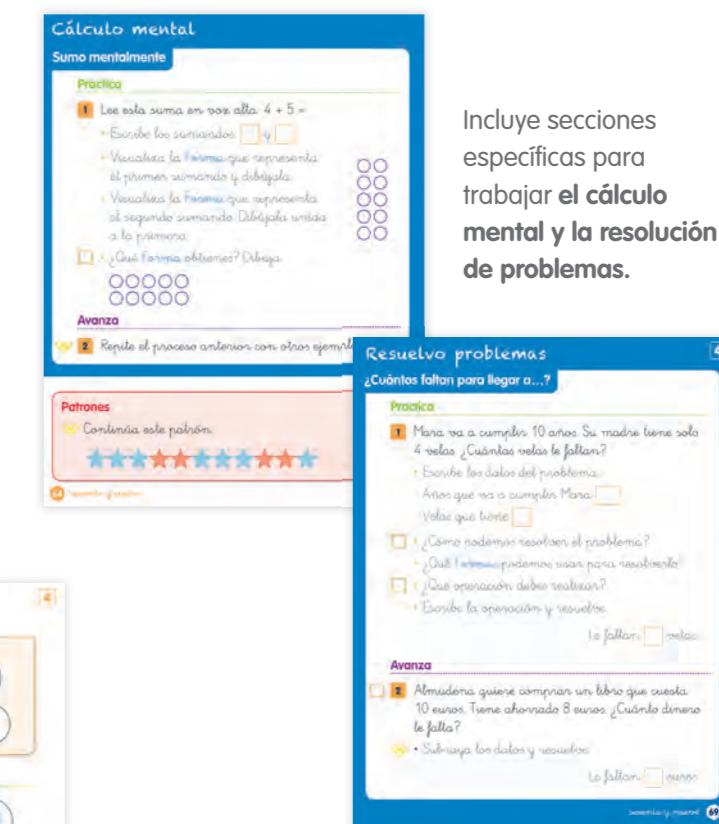 Cálculo mental
Sumo mentalmente
Practica
1 Lee esta suma en voz alta. 4 + 5 =
• Escribe los sumandos. y
• Visualiza la Forma que representa
el primer sumando y dibújala.
• Visualiza la Forma que representa
el segundo sumando. Dibújala unida
a la primera.
• ¿Qué Forma obtienes? Dibuja.
Avanza
2 Repite el proceso anterior con otros
Patrones
Continúa este patrón.
64
Incluye secciones
específicas para
trabajar el cálculo
mental y la resolución
de problemas.
Resuelvo problemas
¿Cuántos faltan para llegar a...?
Practica
1 María va a cumplir 10 años. Su madre tiene solo
4 velas. ¿Cuántas velas le faltan?
• Escribe los datos del problema.
Años que va a cumplir María
Velas que tiene
• ¿Cómo podemos resolver el problema?
• ¿Qué Formas podemos usar para resolverlo?
• ¿Qué operación debes realizar?
• Escribe la operación y resuelve.
Le faltan velas.
Avanza
2 Almudena quiere comprar un libro que cuesta
10 euros. Tiene ahorrado 8 euros. ¿Cuánto dinero
le falta?
• Subraya los datos y resuelve.
Le faltan euros.
69
4